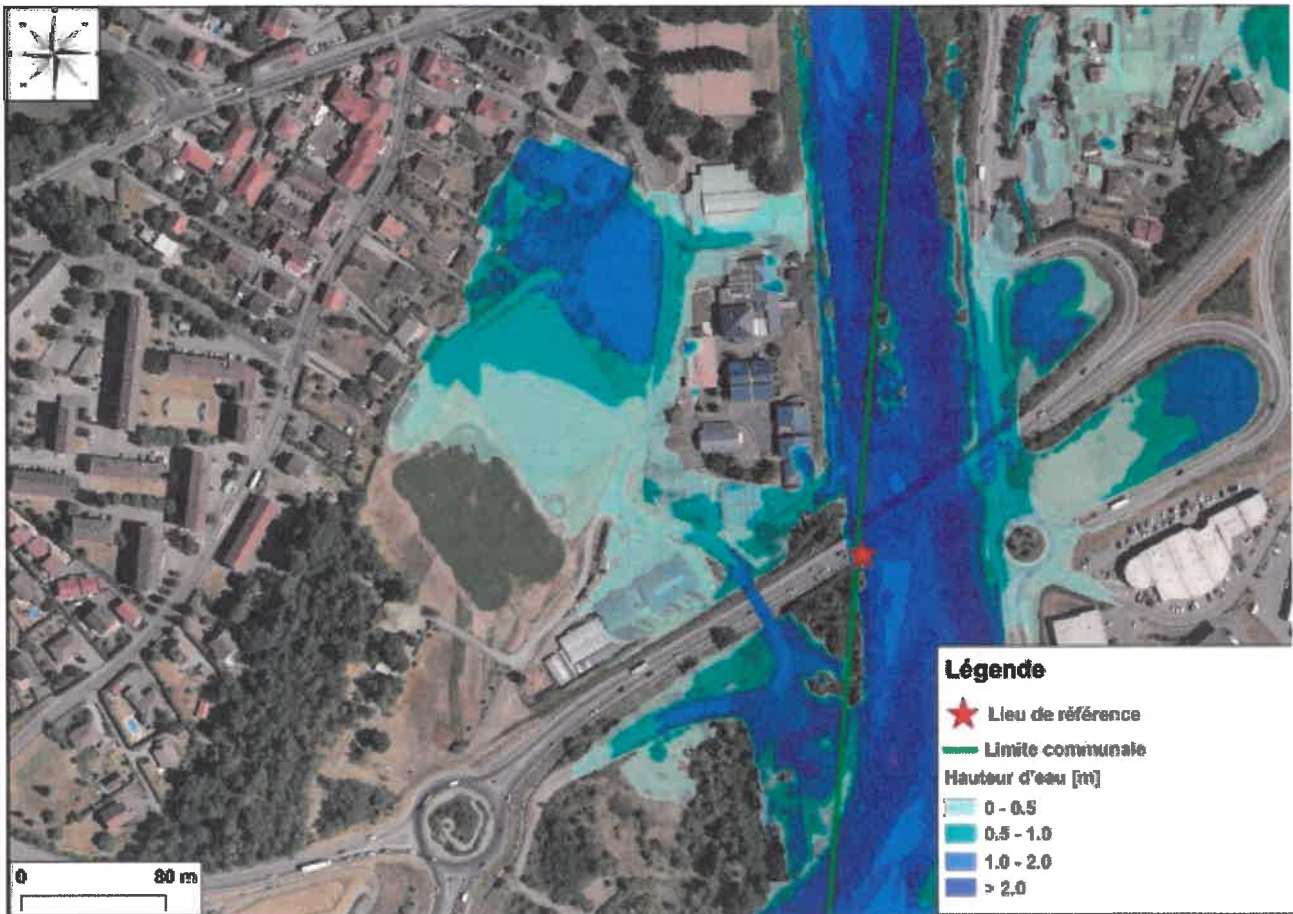 Légende
Lieu de référence
Limite communale
Hauteur d'eau [m]
0 - 0.5
0.5 - 1.0
1.0 - 2.0
> 2.0
0 80 m